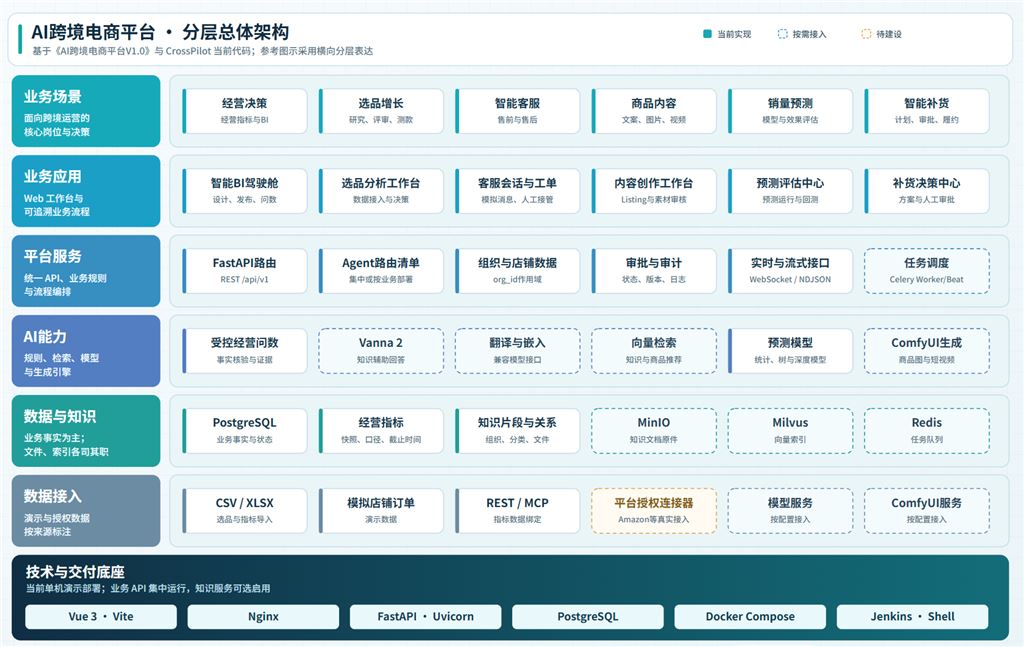 AI跨境电商平台 · 分层总体架构
基于《AI跨境电商平台V1.0》与 CrossPilot 当前代码；参考图示采用横向分层表达
当前实现
按需接入
待建设
业务场景
面向跨境运营的
核心岗位与决策
经营决策
经营指标与BI
选品增长
研究、评审、测款
智能客服
售前与售后
商品内容
文案、图片、视频
销量预测
模型与效果评估
智能补货
计划、审批、履约
业务应用
Web 工作台与
可追溯业务流程
智能BI驾驶舱
设计、发布、问数
选品分析工作台
数据接入与决策
客服会话与工单
模拟消息、人工接管
内容创作工作台
Listing与素材审核
预测评估中心
预测运行与回测
补货决策中心
方案与人工审批
平台服务
统一 API、业务规则
与流程编排
FastAPI路由
REST /api/v1
Agent路由清单
集中或按业务部署
组织与店铺数据
org_id作用域
审批与审计
状态、版本、日志
实时与流式接口
WebSocket / NDJSON
任务调度
Celery Worker/Beat
AI能力
规则、检索、模型
与生成引擎
受控经营问数
事实核验与证据
Vanna 2
知识辅助回答
翻译与嵌入
兼容模型接口
向量检索
知识与商品推荐
预测模型
统计、树与深度模型
ComfyUI生成
商品图与短视频
数据与知识
业务事实为主；
文件、索引各司其职
PostgreSQL
业务事实与状态
经营指标
快照、口径、截止时间
知识片段与关系
组织、分类、文件
MinIO
知识文档原件
Milvus
向量索引
Redis
任务队列
数据接入
演示与授权数据
按来源标注
CSV / XLSX
选品与指标导入
模拟店铺订单
演示数据
REST / MCP
指标数据绑定
平台授权连接器
Amazon等真实接入
模型服务
按配置接入
ComfyUI服务
按配置接入
技术与交付底座
当前单机演示部署；业务 API 集中运行，知识服务可选启用
Vue 3 · Vite
Nginx
FastAPI · Uvicorn
PostgreSQL
Docker Compose
Jenkins · Shell